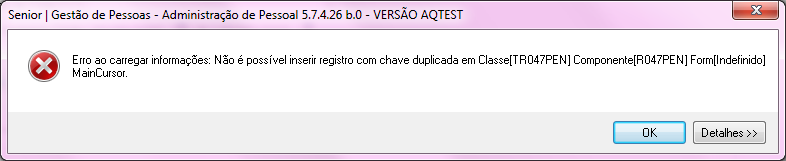 Senior | Gestão de Pessoas - Administração de Pessoal 5.7.4.26 b.0 - VERSÃO AQTEST
Erro ao carregar informações: Não é possível inserir registro com chave duplicada em Classe[TR047PEN] Componente[R047PEN] Form[Indefinido]
MainCursor.
OK
Detalhes >>